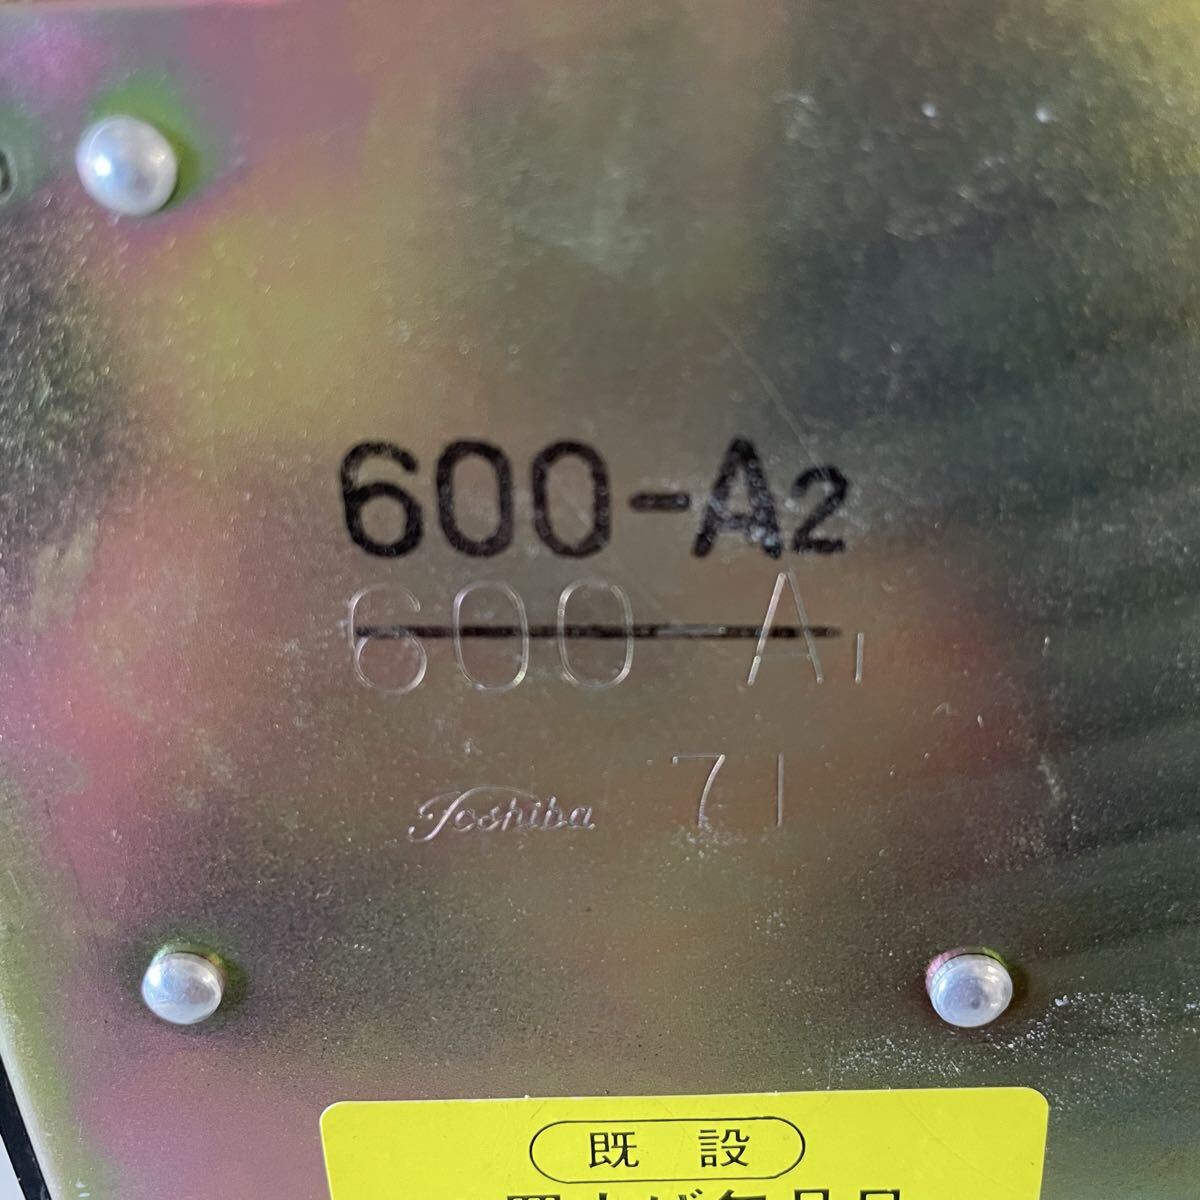 600-A2
600 A1
Toshiba 71
既設